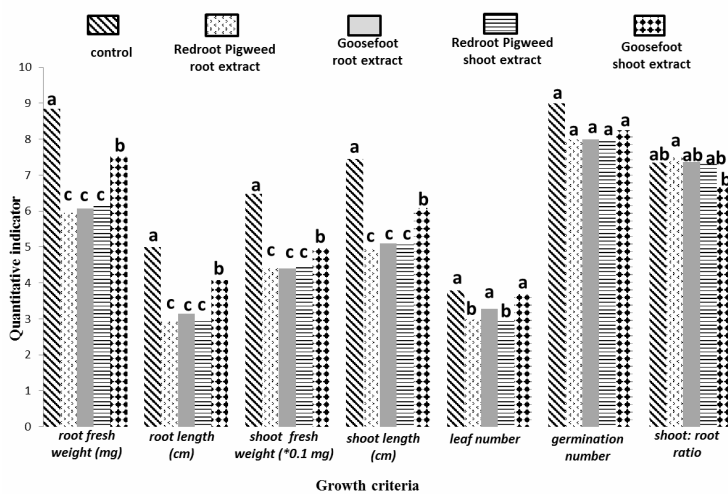 control
Redroot Pigweed
root extract
Goosefoot
root extract
Redroot Pigweed
shoot extract
Goosefoot
shoot extract
Quantitative indicator
10
9
8
7
6
5
4
3
2
1
0
a c c c b
a c c c b
a c c c b
a c c c b
a b a b a
a a a a a
ab a ab ab b
root fresh
weight (mg)
root length
(cm)
shoot fresh
weight (*0.1 mg)
shoot length
(cm)
leaf number
germination
number
shoot: root
ratio
Growth criteria